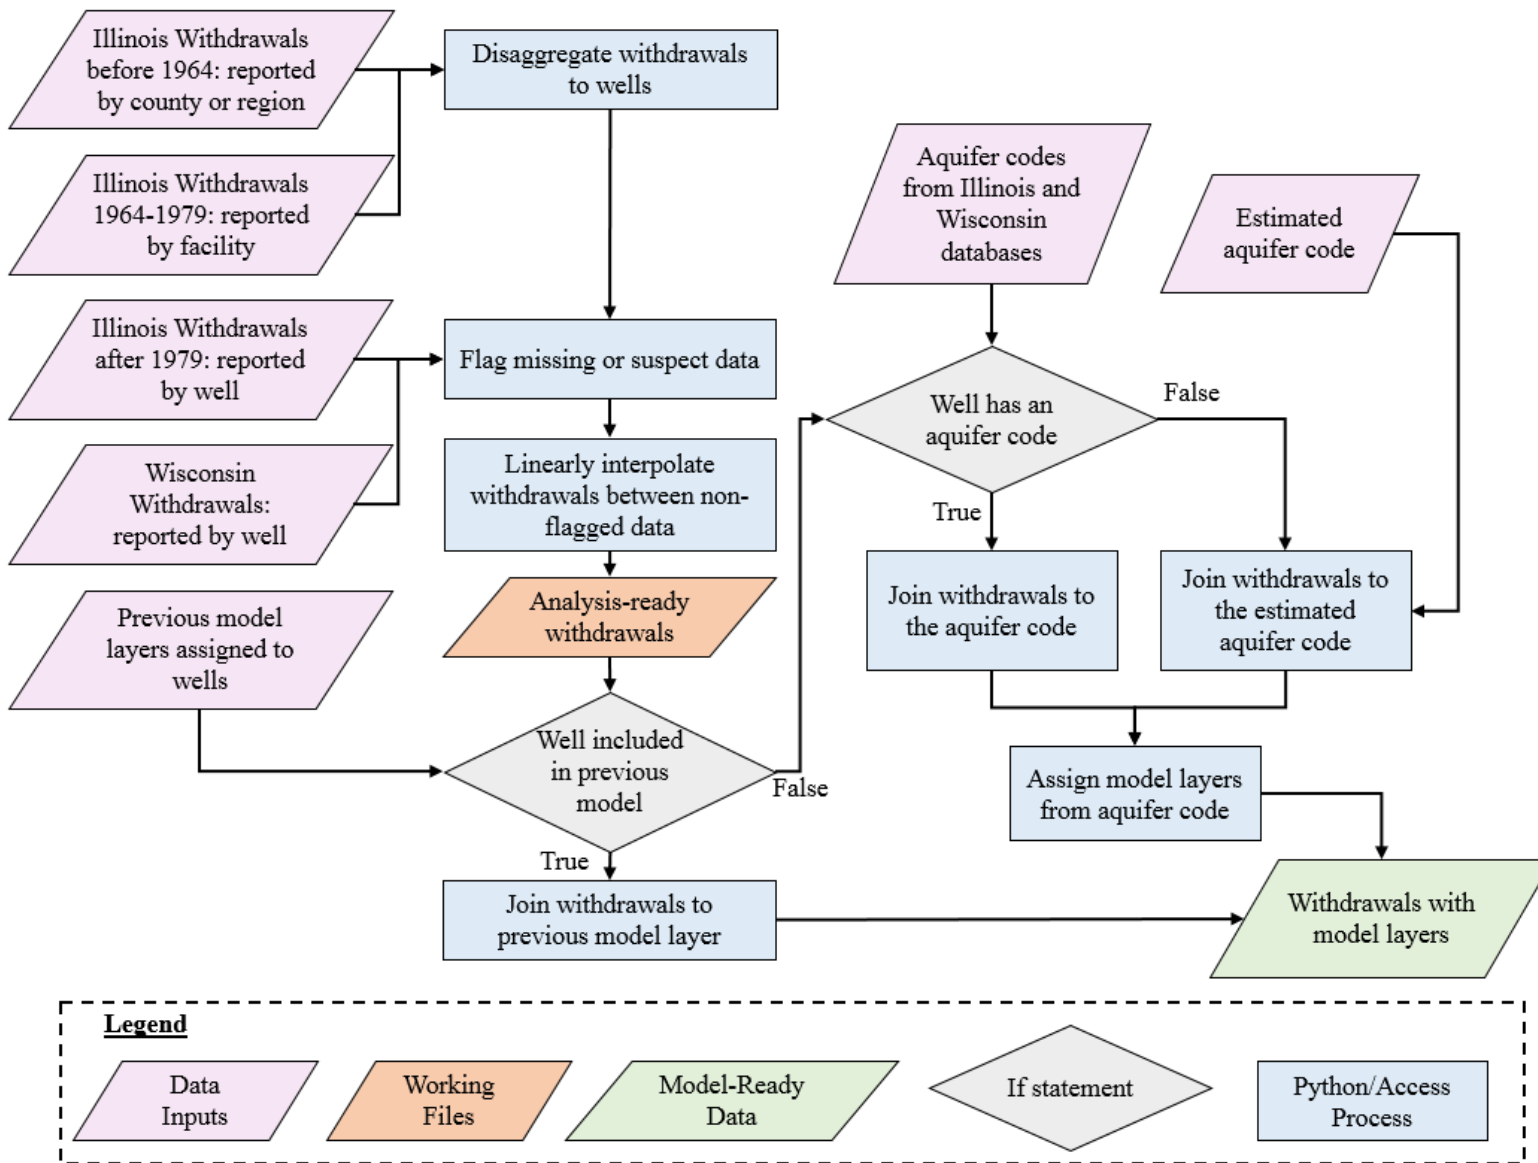 Illinois Withdrawals
before 1964: reported
by county or region
Disaggregate withdrawals
to wells
Illinois Withdrawals
1964-1979: reported
by facility
Aquifer codes
from Illinois and
Wisconsin
databases
Estimated
aquifer code
Illinois Withdrawals
after 1979: reported
by well
Flag missing or suspect data
Well has an
aquifer code
False
True
Wisconsin
Withdrawals:
reported by well
Linearly interpolate
withdrawals between non-
flagged data
Analysis-ready
withdrawals
Join withdrawals to
the aquifer code
Join withdrawals to
the estimated
aquifer code
Previous model
layers assigned to
wells
Well included
in previous
model
False
True
Assign model layers
from aquifer code
Join withdrawals to
previous model layer
Withdrawals with
model layers
Legend
Data
Inputs
Working
Files
Model-Ready
Data
If statement
Python/Access
Process